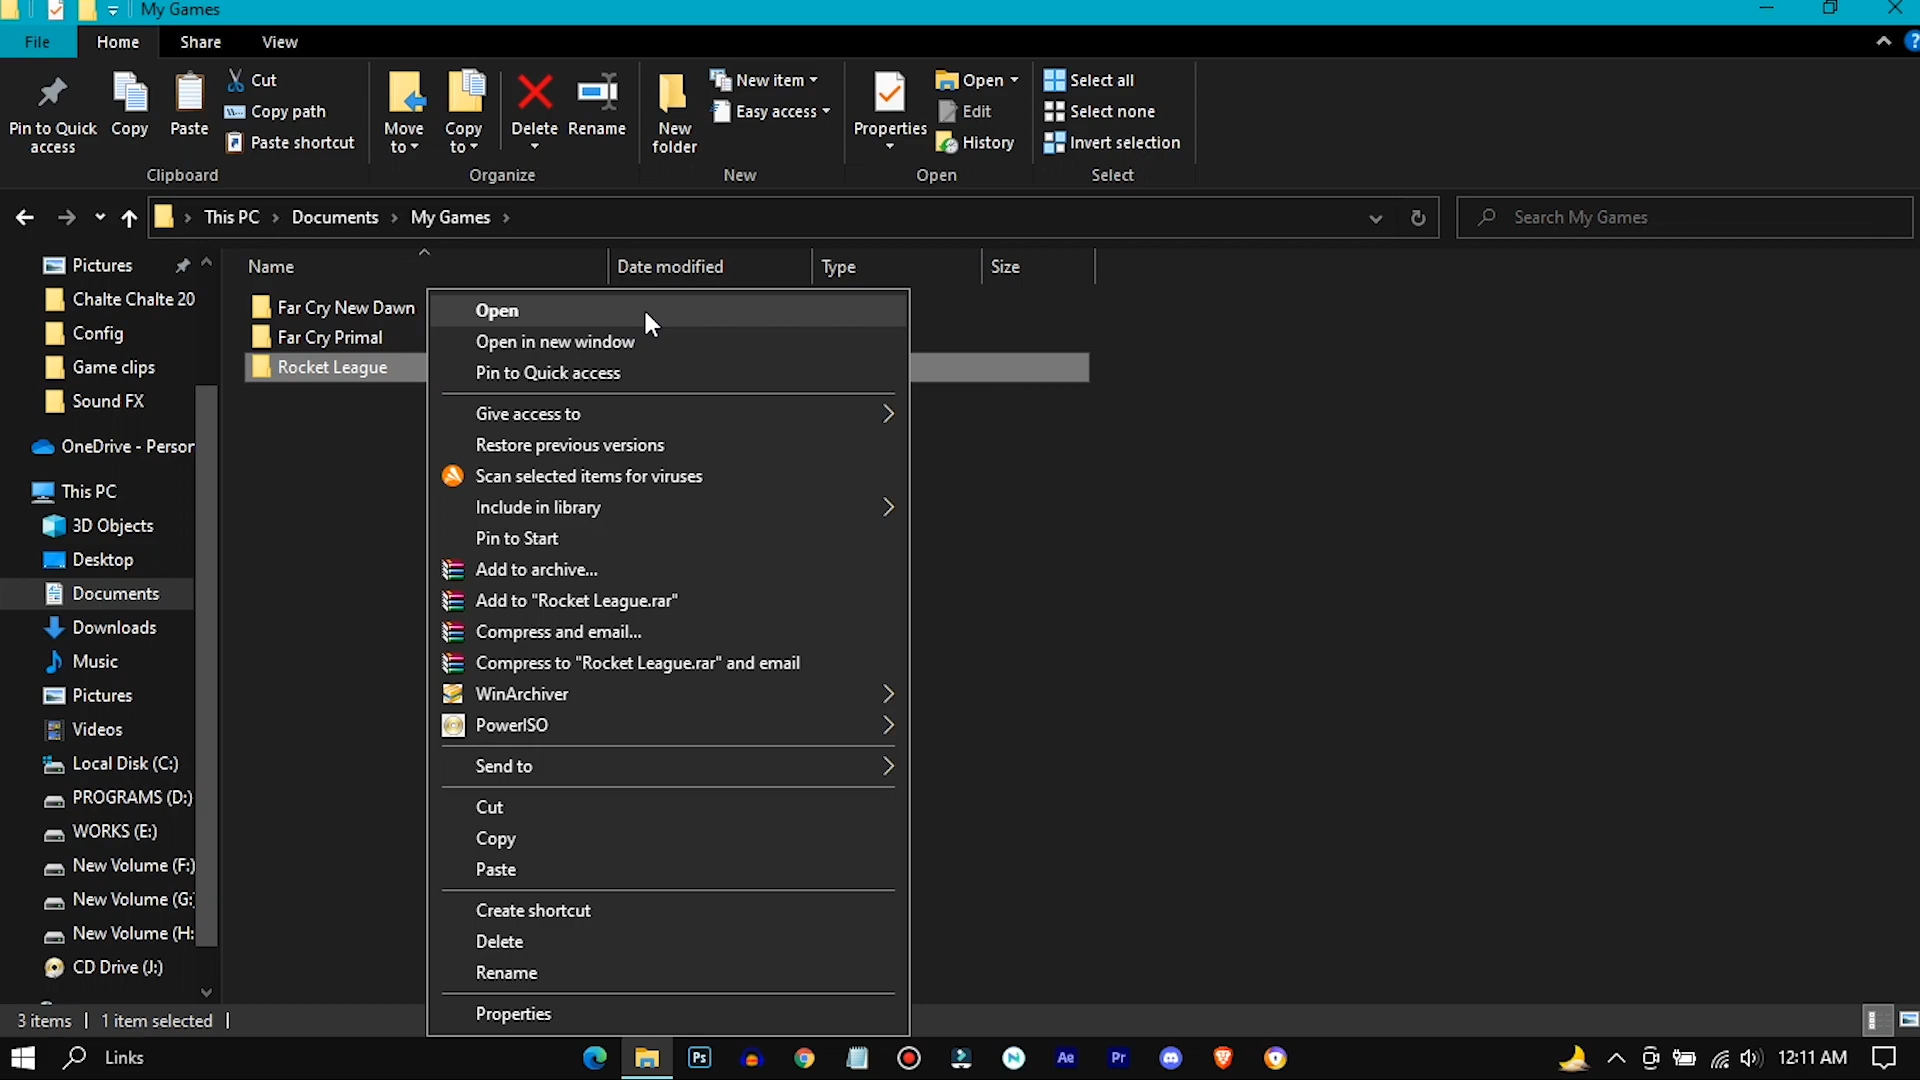 My Games
File Home Share View
Pin to Quick access
Copy
Paste
Cut
Copy path
Paste shortcut
Clipboard
Move to
Copy to
Delete
Rename
Organize
New folder
New item
Easy access
New
Properties
Open
Edit
History
Open
Select all
Select none
Invert selection
Select
This PC > Documents > My Games >
Search My Games
Name Date modified Type Size
Pictures
Chalte Chalte 20
Config
Game clips
Sound FX
OneDrive - Person
This PC
3D Objects
Desktop
Documents
Downloads
Music
Pictures
Videos
Local Disk (C:)
PROGRAMS (D:)
WORKS (E:)
New Volume (F:)
New Volume (G:
New Volume (H:
CD Drive (J:)
Far Cry New Dawn
Far Cry Primal
Rocket League
Open
Open in new window
Pin to Quick access
Give access to
Restore previous versions
Scan selected items for viruses
Include in library
Pin to Start
Add to archive...
Add to "Rocket League.rar"
Compress and email...
Compress to "Rocket League.rar" and email
WinArchiver
PowerISO
Send to
Cut
Copy
Paste
Create shortcut
Delete
Rename
Properties
3 items | 1 item selected |
Links
Ps
Ae
Pr
12:11 AM